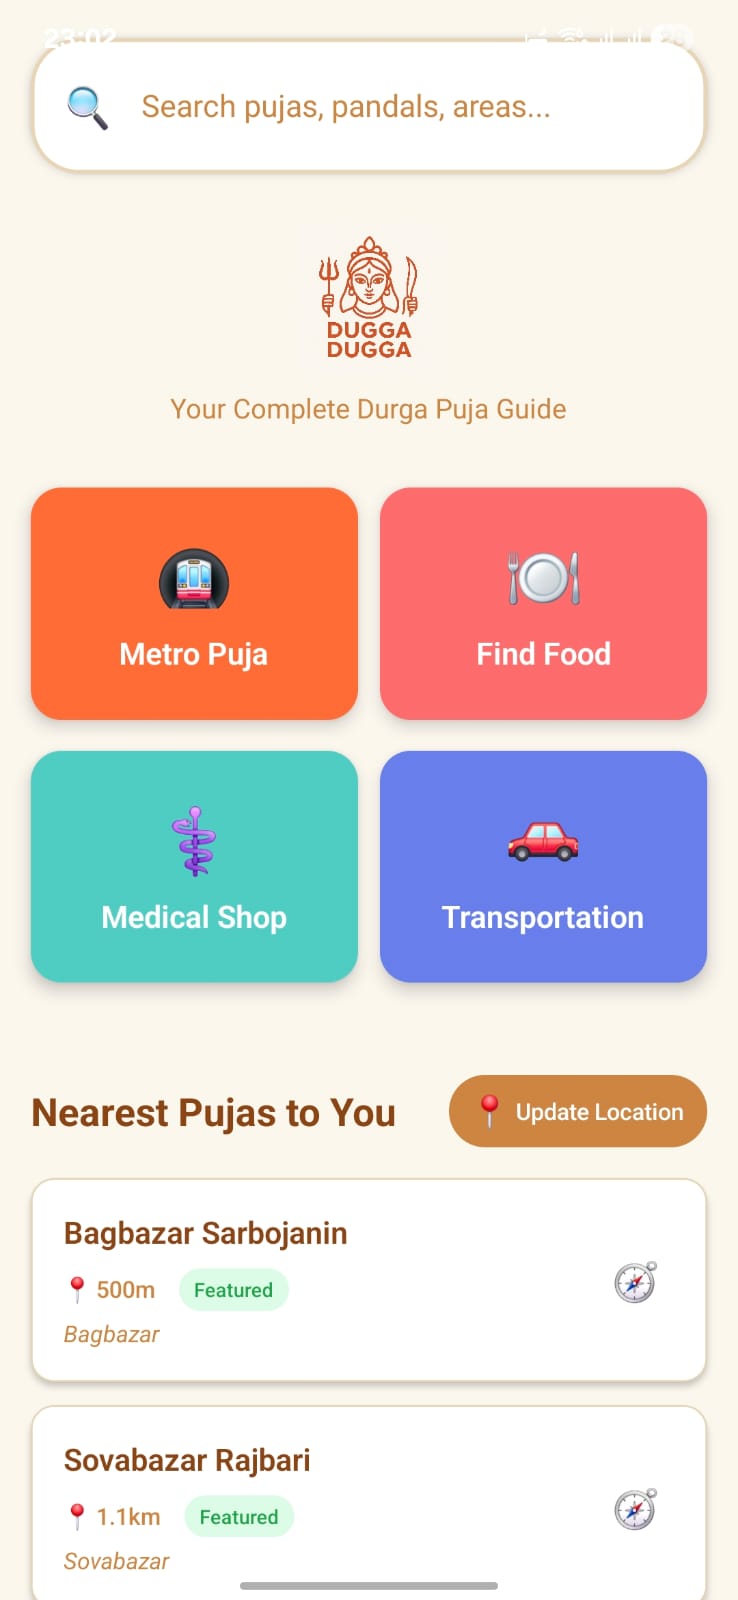 23:02
Search pujas, pandals, areas...
DUGGA
DUGGA
Your Complete Durga Puja Guide
Metro Puja
Find Food
Medical Shop
Transportation
Nearest Pujas to You
Update Location
Bagbazar Sarbojanin
500m
Featured
Bagbazar
Sovabazar Rajbari
1.1km
Featured
Sovabazar